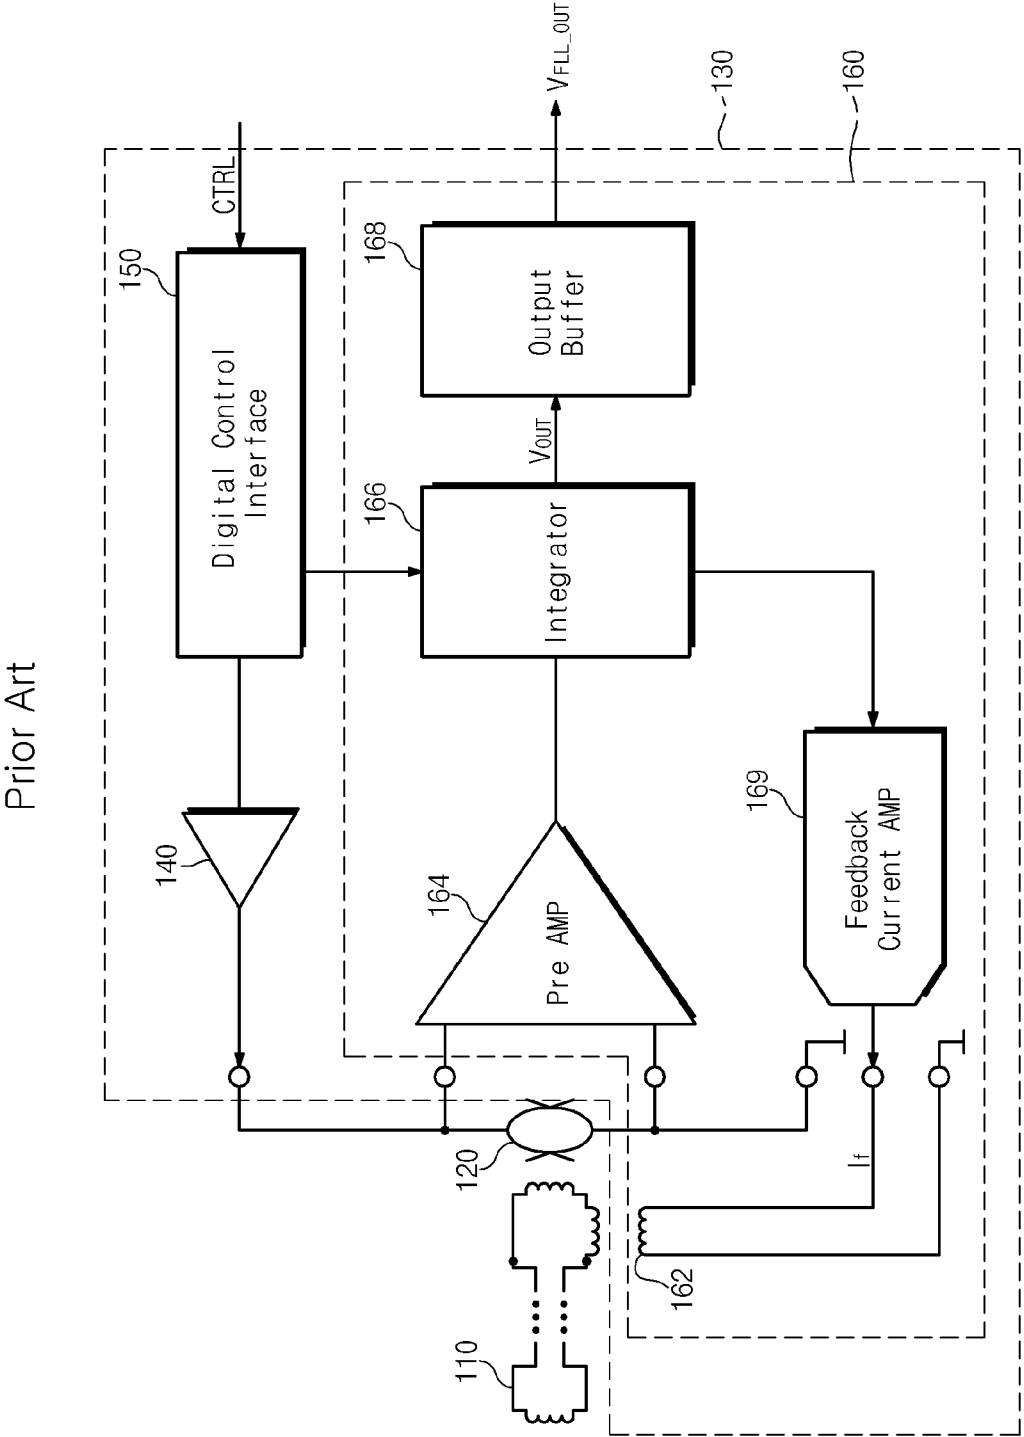 Prior Art
110
120
130
140
150
CTRL
Digital Control
Interface
160
162
164
Pre AMP
166
Integrator
VOUT
168
Output
Buffer
VFLL_OUT
169
Feedback
Current AMP
If